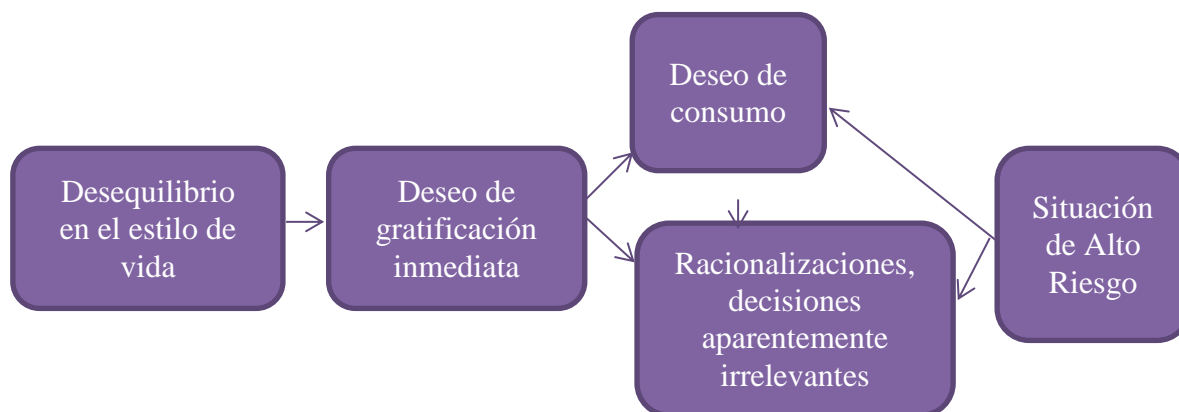 Desequilibrio
en el estilo de
vida
Deseo de
gratificación
inmediata
Deseo de
consumo
Racionalizaciones,
decisiones
aparentemente
irrelevantes
Situación
de Alto
Riesgo